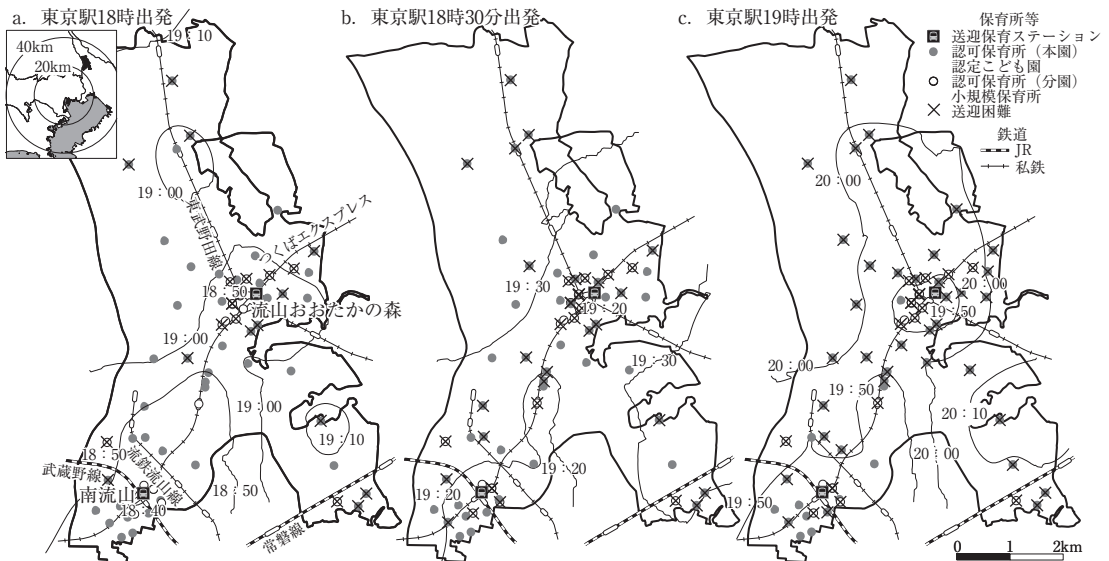 a. 東京駅18時出発
b. 東京駅18時30分出発
c. 東京駅19時出発
40km
20km
19：10
19：00
東武野田線
つくばエクスプレス
18：50
流山おおたかの森
19：00
19：00
19：10
18：50
武蔵野線
流鉄流山線
南流山
18：40
18：50
常磐線
19：30
19：20
19：30
19：20
19：20
20：00
20：00
19：50
20：00
19：50
20：10
20：00
19：50
保育所等
送迎保育ステーション
認可保育所（本園）
認定こども園
認可保育所（分園）
小規模保育所
送迎困難
鉄道
JR
私鉄
0 1 2km